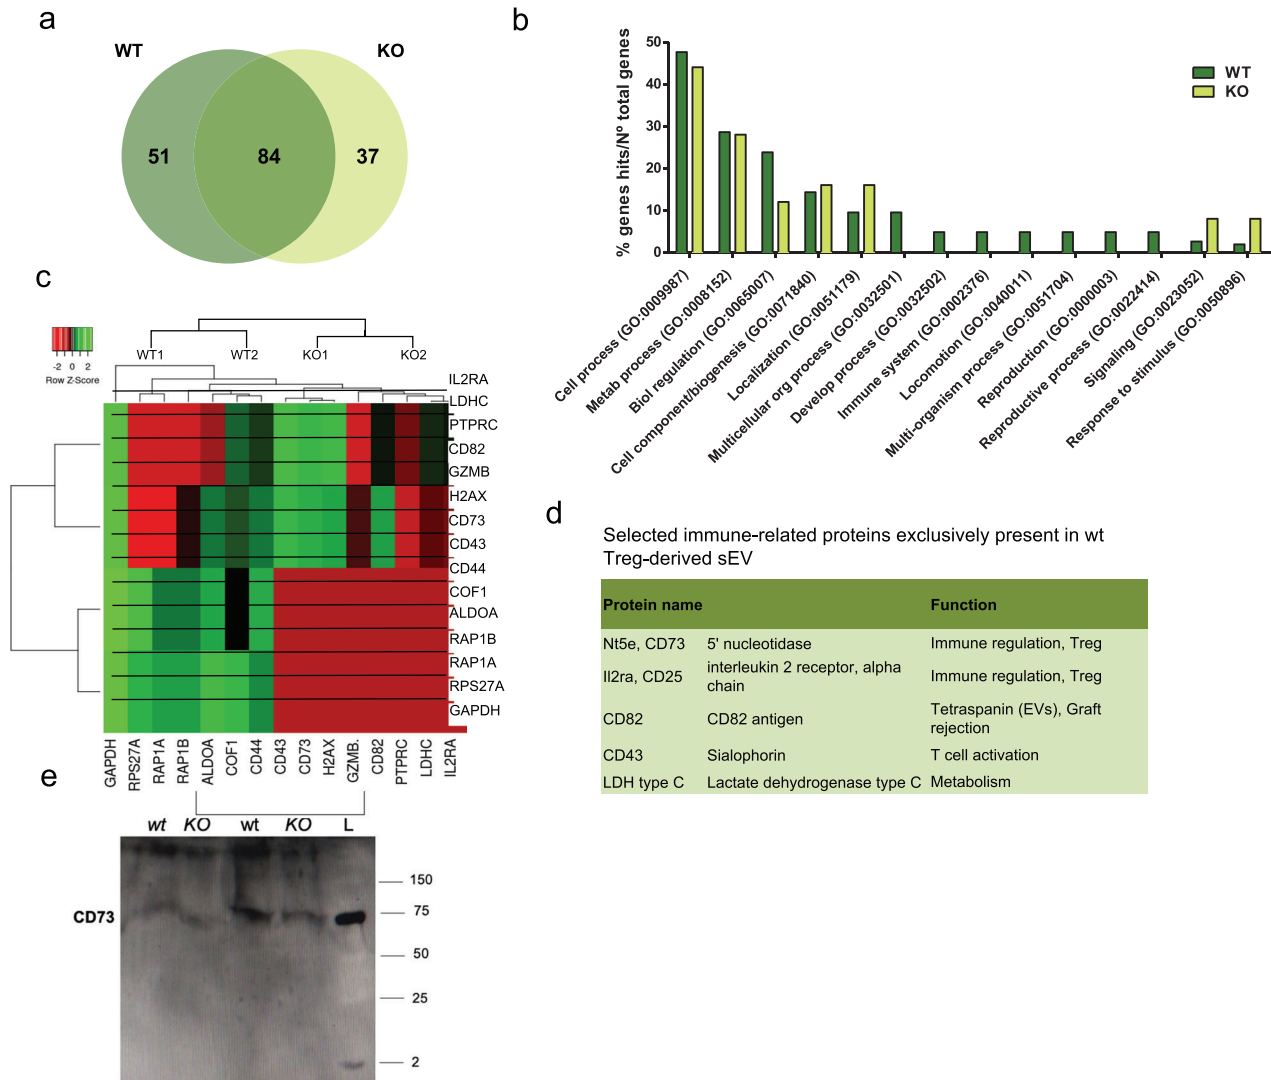 a
WT
KO
51
84
37
b
% genes hits/Nº total genes
50
40
30
20
10
0
WT
KO
Cell process (GO:0009987)
Metab process (GO:0008152)
Biol regulation (GO:0065007)
Cell component/biogenesis (GO:0071840)
Localization (GO:0051179)
Multicellular org process (GO:0032501)
Develop process (GO:0032502)
Immune system (GO:0002376)
Locomotion (GO:0040011)
Multi-organism process (GO:0051704)
Reproduction (GO:0000003)
Reproductive process (GO:0022414)
Signaling (GO:0023052)
Response to stimulus (GO:0050896)
c
-2 0 2
Row Z-Score
WT1 WT2 KO1 KO2
IL2RA
LDHC
PTPRC
CD82
GZMB
H2AX
CD73
CD43
CD44
COF1
ALDOA
RAP1B
RAP1A
RPS27A
GAPDH
GAPDH
RPS27A
RAP1A
RAP1B
ALDOA
COF1
CD44
CD43
CD73
H2AX
GZMB.
CD82
PTPRC
LDHC
IL2RA
d
Selected immune-related proteins exclusively present in wt
Treg-derived sEV
Protein name Function
Nt5e, CD73 5' nucleotidase Immune regulation, Treg
Il2ra, CD25 interleukin 2 receptor, alpha chain Immune regulation, Treg
CD82 CD82 antigen Tetraspanin (EVs), Graft rejection
CD43 Sialophorin T cell activation
LDH type C Lactate dehydrogenase type C Metabolism
e
wt KO wt KO L
CD73
150
75
50
25
2